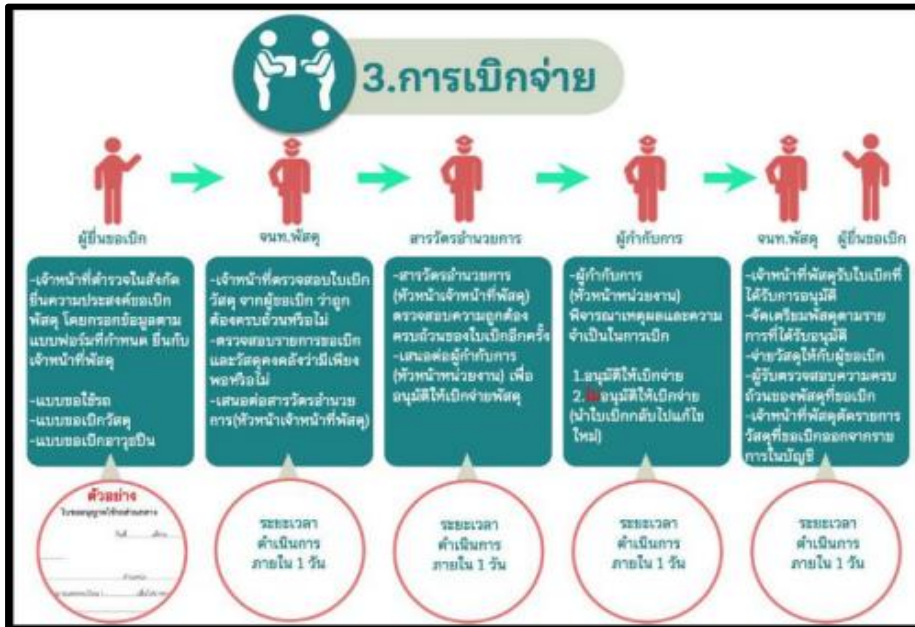 3.การเบิกจ่าย
ผู้ยื่นขอเบิก
จนท.พัสดุ
สารวัตรอำนวยการ
ผู้กำกับการ
จนท.พัสดุ
ผู้ยื่นขอเบิก
-เจ้าหน้าที่ตำรวจในสังกัด
ยื่นความประสงค์ขอเบิก
พัสดุ โดยกรอกข้อมูลตาม
แบบฟอร์มที่กำหนด ยื่นกับ
เจ้าหน้าที่พัสดุ
-แบบขอใช้รถ
-แบบขอเบิกวัสดุ
-แบบขอเบิกอาวุธปืน
-เจ้าหน้าที่ตรวจสอบใบเบิก
วัสดุ จากผู้ขอเบิก ว่าถูก
ต้องครบถ้วนหรือไม่
-ตรวจสอบรายการขอเบิก
และวัสดุคงคลังว่ามีเพียง
พอหรือไม่
-เสนอต่อสารวัตรอำนวย
การ(หัวหน้าเจ้าหน้าที่พัสดุ)
-สารวัตรอำนวยการ
(หัวหน้าเจ้าหน้าที่พัสดุ)
ตรวจสอบความถูกต้อง
ครบถ้วนของใบเบิกอีกครั้ง
-เสนอต่อผู้กำกับการ
(หัวหน้าหน่วยงาน) เพื่อ
อนุมัติให้เบิกจ่ายพัสดุ
-ผู้กำกับการ
(หัวหน้าหน่วยงาน)
พิจารณาเหตุผลและความ
จำเป็นในการเบิก
1.อนุมัติให้เบิกจ่าย
2.ไม่อนุมัติให้เบิกจ่าย
(นำใบเบิกกลับไปแก้ไข
ใหม่)
-เจ้าหน้าที่พัสดุรับใบเบิกที่
ได้รับการอนุมัติ
-จัดเตรียมพัสดุตามราย
การที่ได้รับอนุมัติ
-จ่ายวัสดุให้กับผู้ขอเบิก
-ผู้รับตรวจสอบความครบ
ถ้วนของพัสดุที่ขอเบิก
-เจ้าหน้าที่พัสดุตัดรายการ
วัสดุที่ขอเบิกออกจากราย
การในบัญชี
ตัวอย่าง
ระยะเวลา
ดำเนินการ
ภายใน 1 วัน
ระยะเวลา
ดำเนินการ
ภายใน 1 วัน
ระยะเวลา
ดำเนินการ
ภายใน 1 วัน
ระยะเวลา
ดำเนินการ
ภายใน 1 วัน